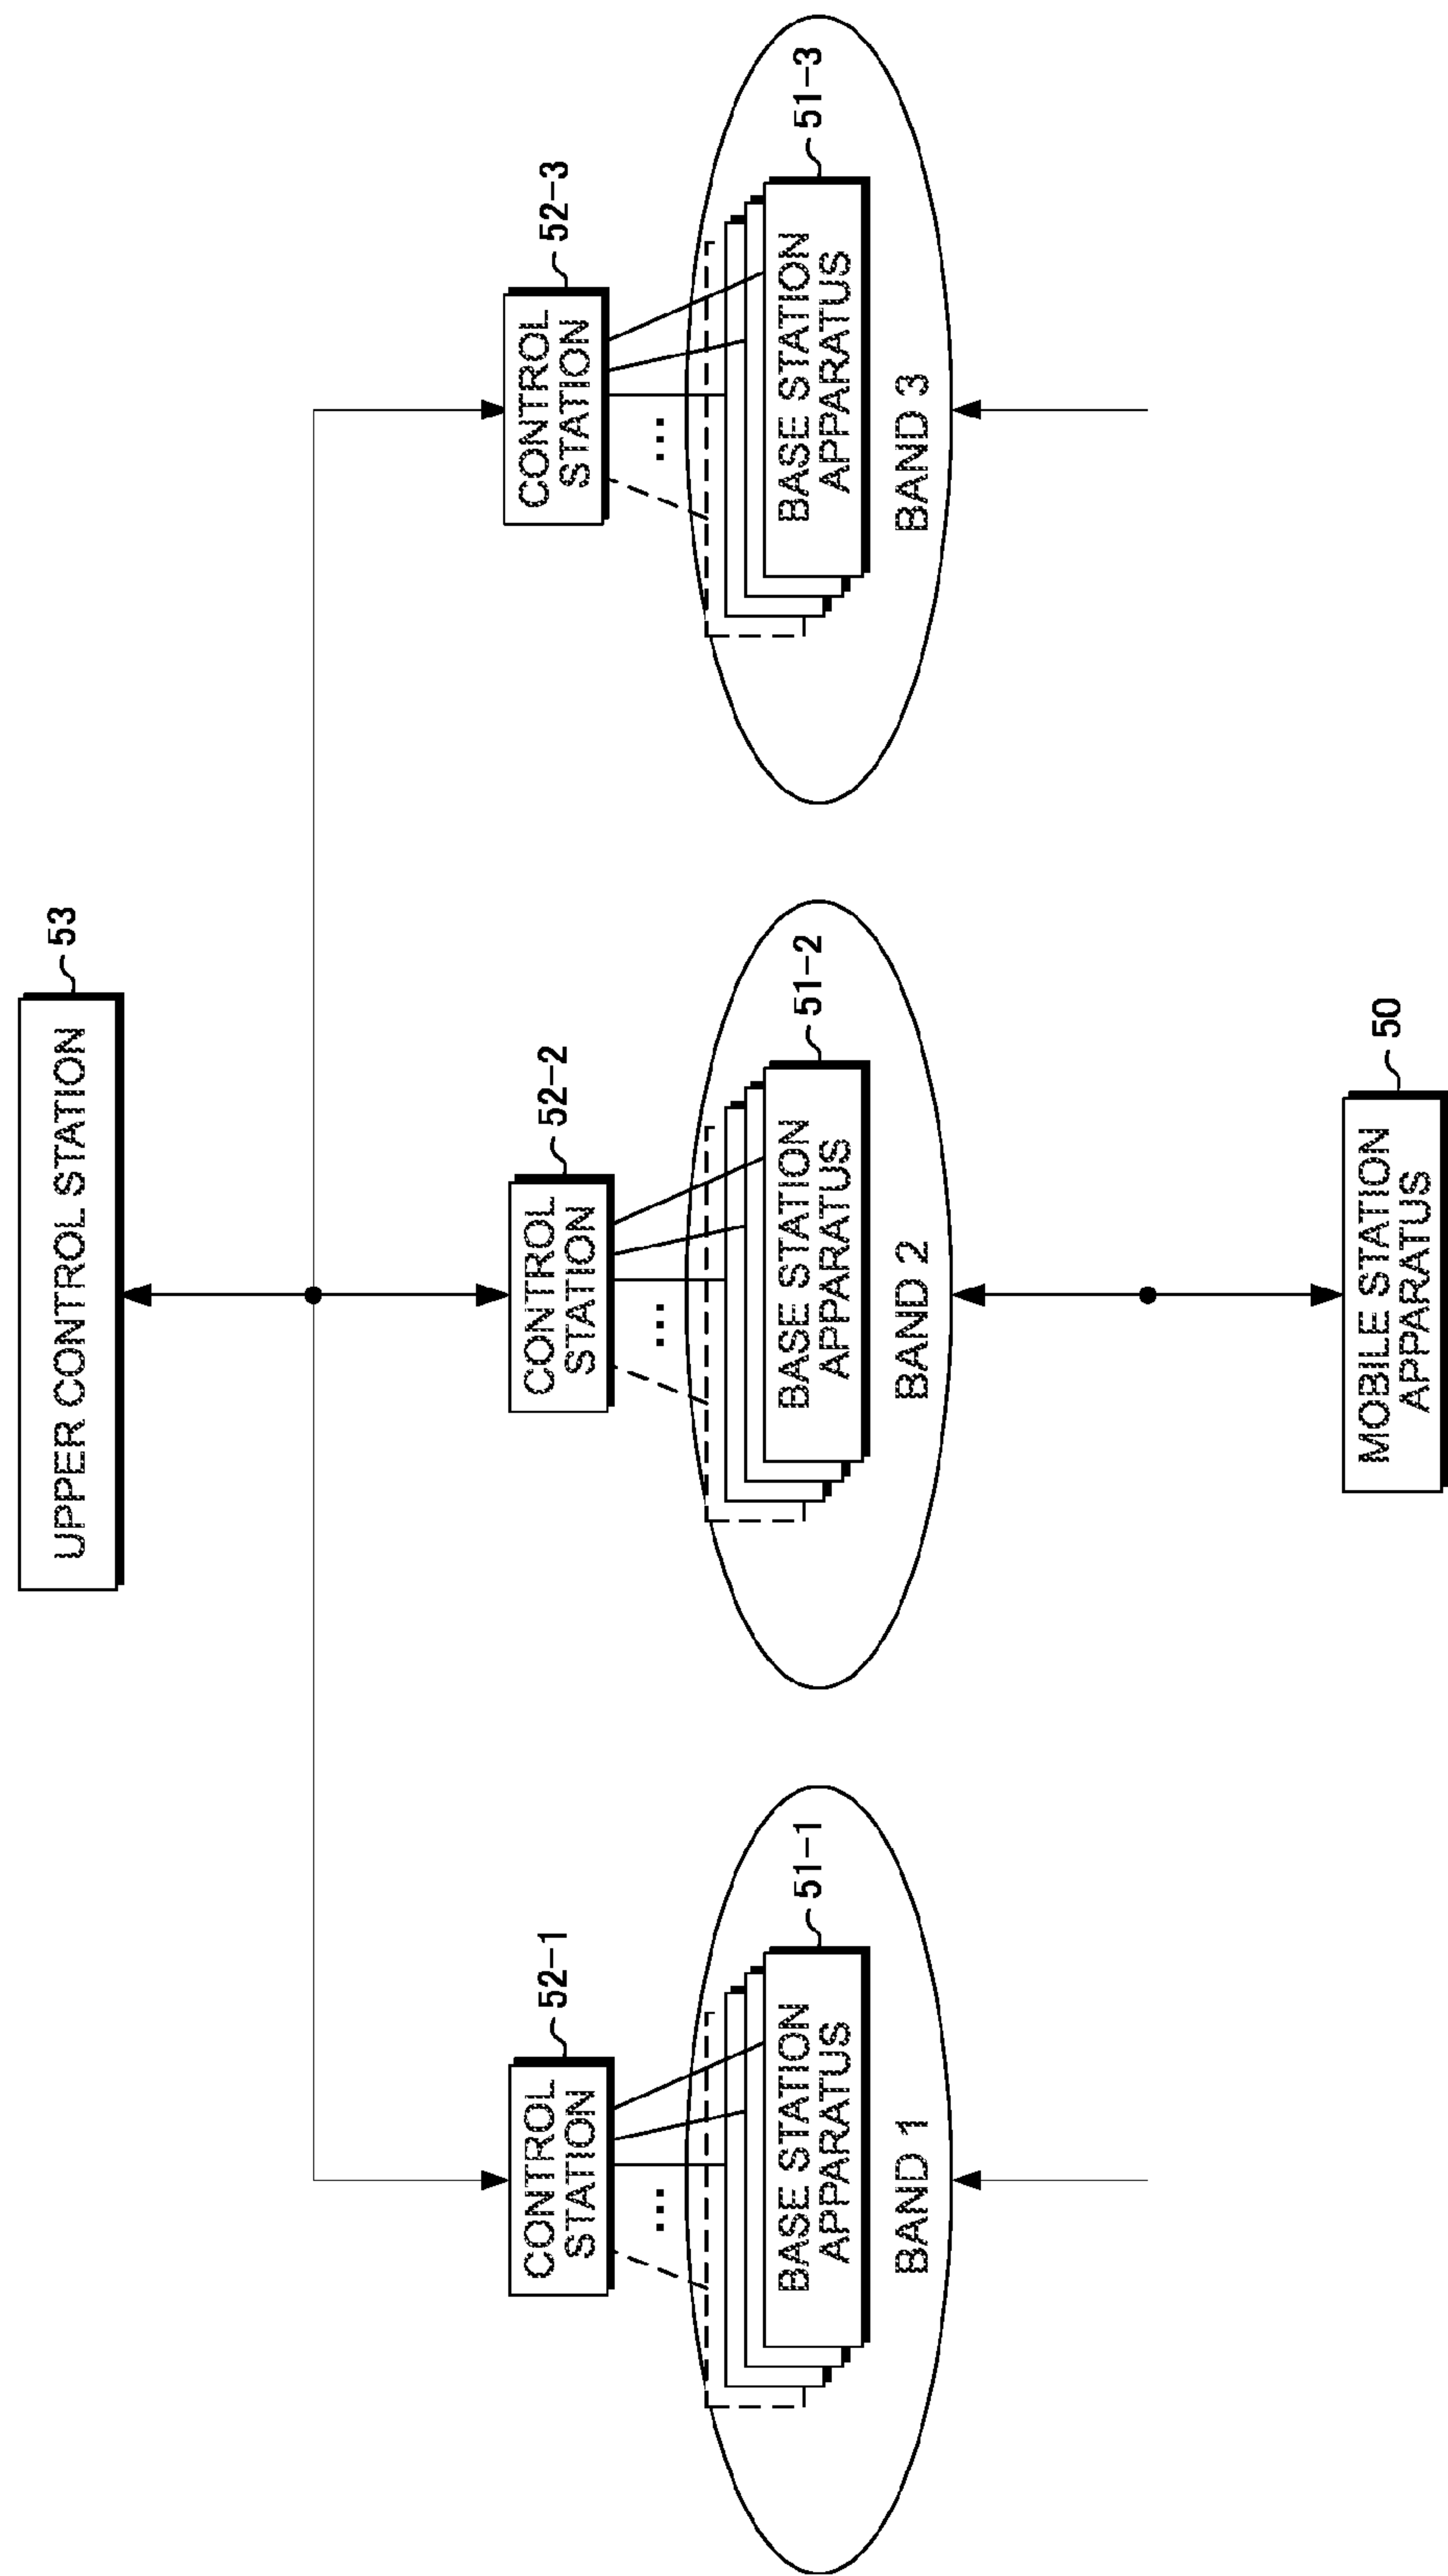 UPPER CONTROL STATION
53
CONTROL
STATION
52-1
CONTROL
STATION
52-2
CONTROL
STATION
52-3
...
...
...
BASE STATION
APPARATUS
51-1
BASE STATION
APPARATUS
51-2
BASE STATION
APPARATUS
51-3
BAND 1
BAND 2
BAND 3
MOBILE STATION
APPARATUS
50